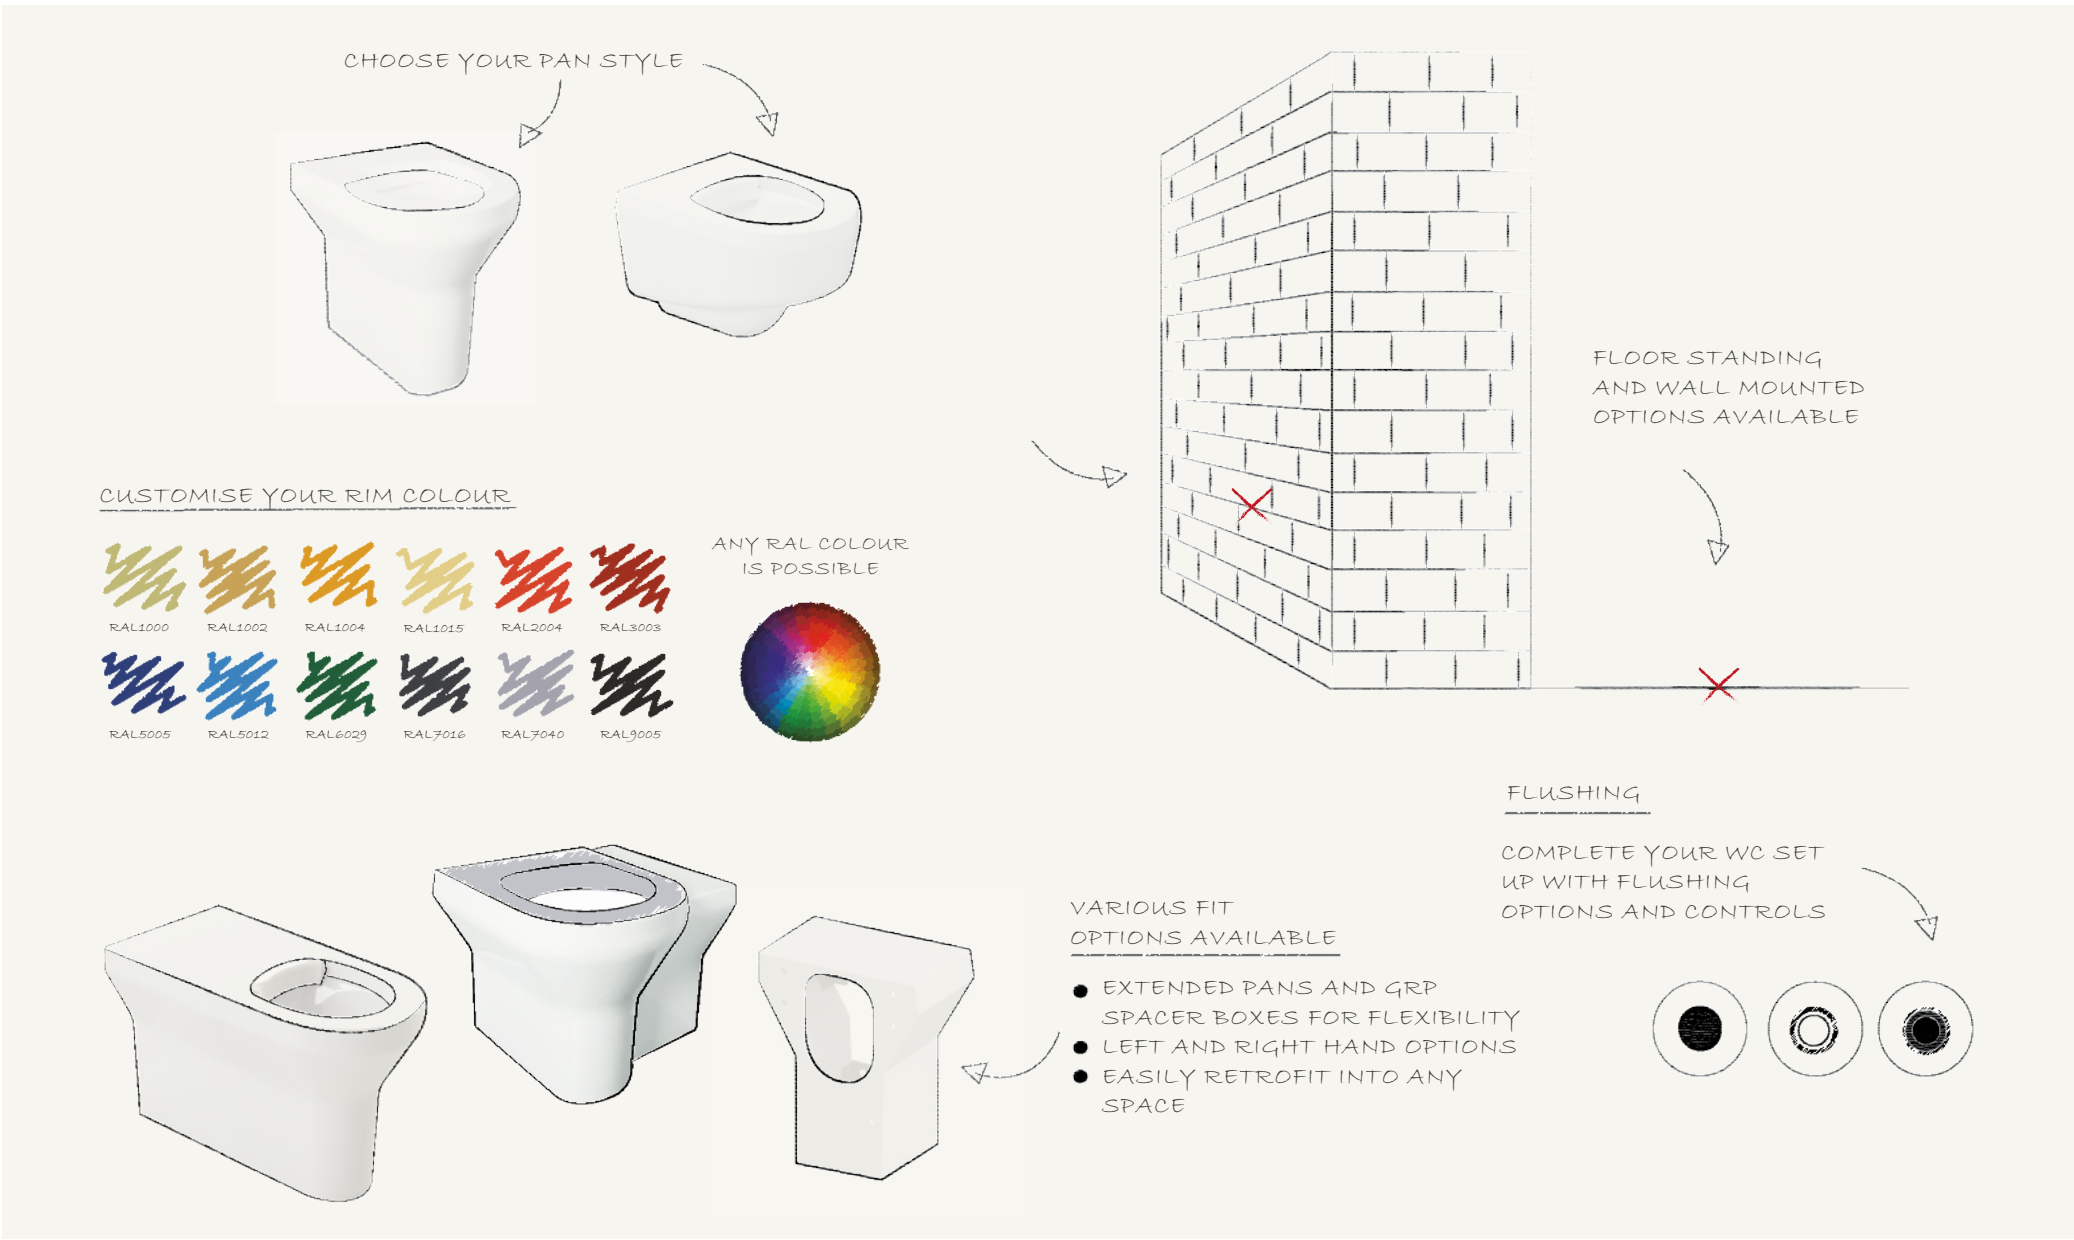 CHOOSE YOUR PAN STYLE
FLOOR STANDING
AND WALL MOUNTED
OPTIONS AVAILABLE
CUSTOMISE YOUR RIM COLOUR
ANY RAL COLOUR
IS POSSIBLE
RAL1000 RAL1002 RAL1004 RAL1015 RAL2004 RAL3003
RAL5005 RAL5012 RAL6029 RAL7016 RAL7040 RAL9005
FLUSHING
COMPLETE YOUR WC SET
UP WITH FLUSHING
OPTIONS AND CONTROLS
VARIOUS FIT
OPTIONS AVAILABLE
● EXTENDED PANS AND GRP
SPACER BOXES FOR FLEXIBILITY
● LEFT AND RIGHT HAND OPTIONS
● EASILY RETROFIT INTO ANY
SPACE